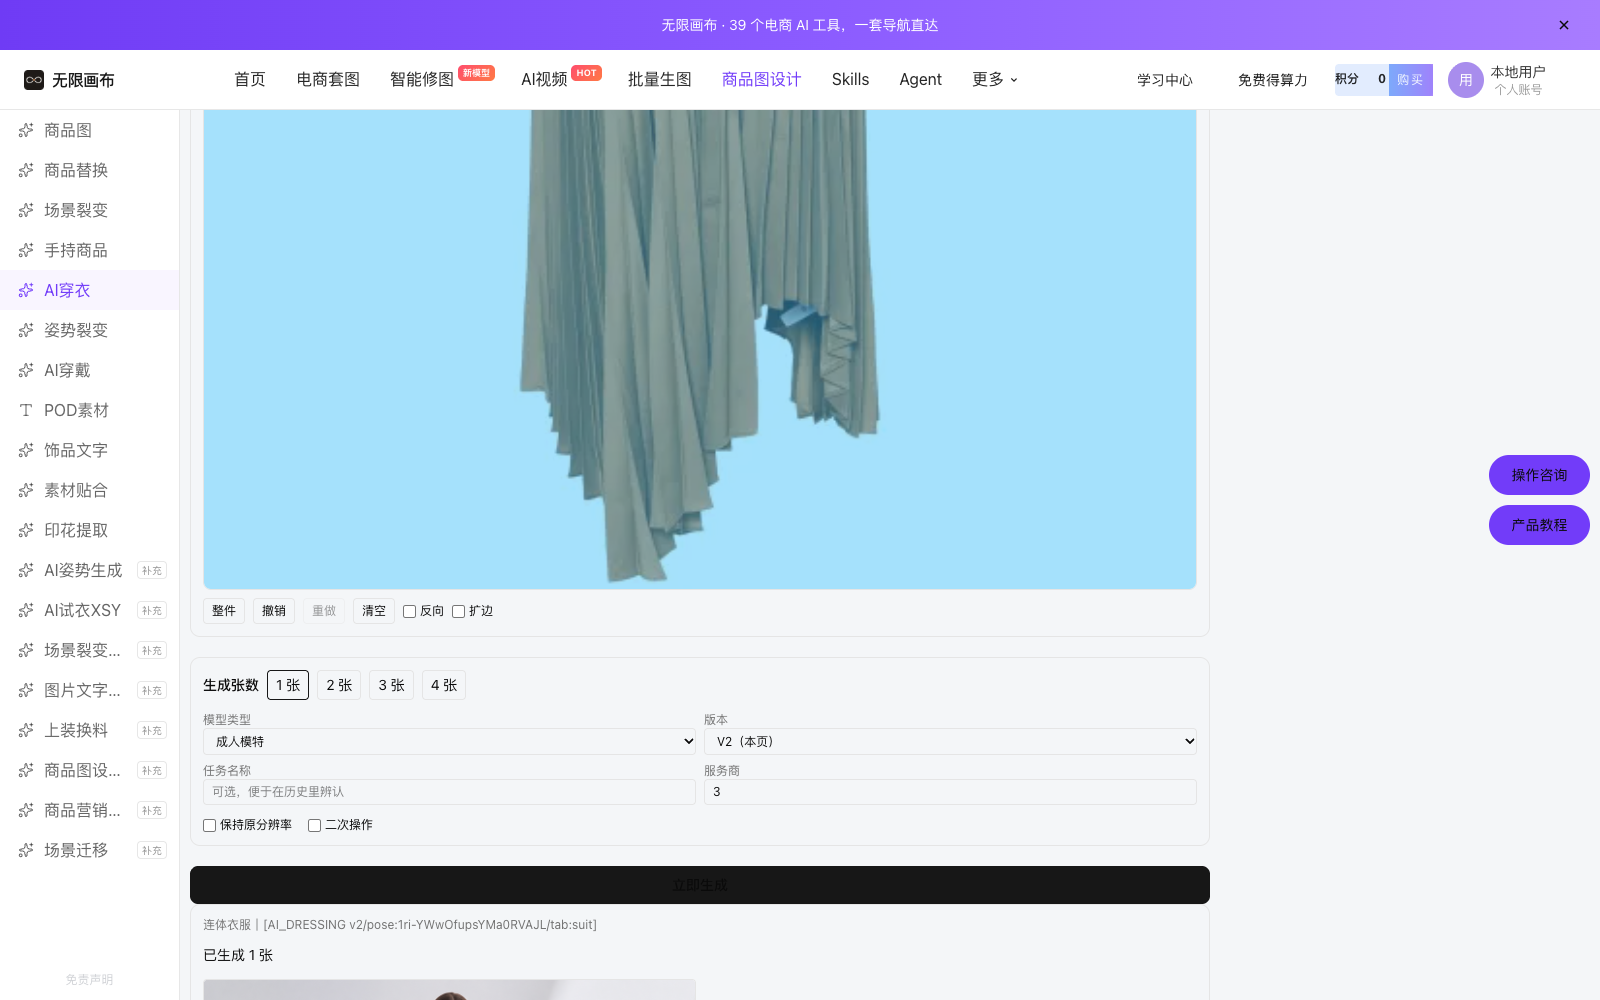 无限画布 · 39 个电商 AI 工具，一套导航直达
无限画布
首页
电商套图
智能修图
新模型
AI视频
HOT
批量生图
商品图设计
Skills
Agent
更多
学习中心
免费得算力
积分 0
购买
用
本地用户
个人账号
商品图
商品替换
场景裂变
手持商品
AI穿衣
姿势裂变
AI穿戴
POD素材
饰品文字
素材贴合
印花提取
AI姿势生成 补充
AI试衣XSY 补充
场景裂变... 补充
图片文字... 补充
上装换料 补充
商品图设... 补充
商品营销... 补充
场景迁移 补充
免责声明
整件 撤销 重做 清空 反向 扩边
生成张数 1 张 2 张 3 张 4 张
模型类型
成人模特
版本
V2（本页）
任务名称
可选，便于在历史里辨认
服务商
3
保持原分辨率 二次操作
立即生成
连体衣服 | [AI_DRESSING v2/pose:1ri-YWwOfupsYMa0RVAJL/tab:suit]
已生成 1 张
操作咨询
产品教程